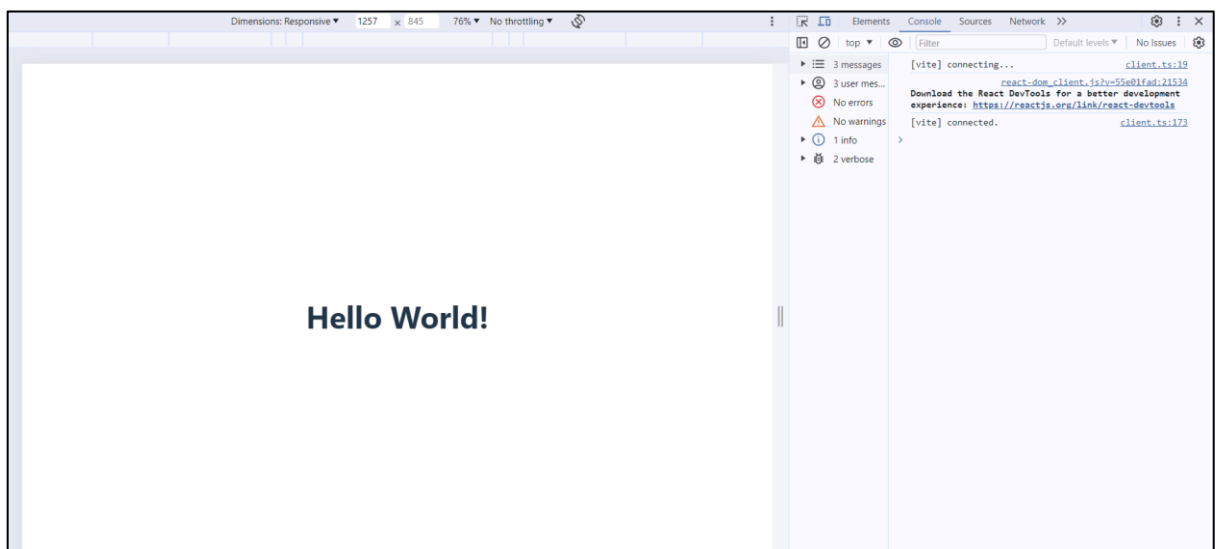 Dimensions: Responsive ▼ 1257 × 845 76% ▼ No throttling ▼
Elements Console Sources Network >>
top ▼ Filter Default levels ▼ No Issues
3 messages
3 user mes...
No errors
No warnings
1 info
2 verbose
[vite] connecting... client.ts:19
react-dom_client.js?v=55e01fad:21534
Download the React DevTools for a better development
experience: https://reactjs.org/link/react-devtools
[vite] connected. client.ts:173
Hello World!